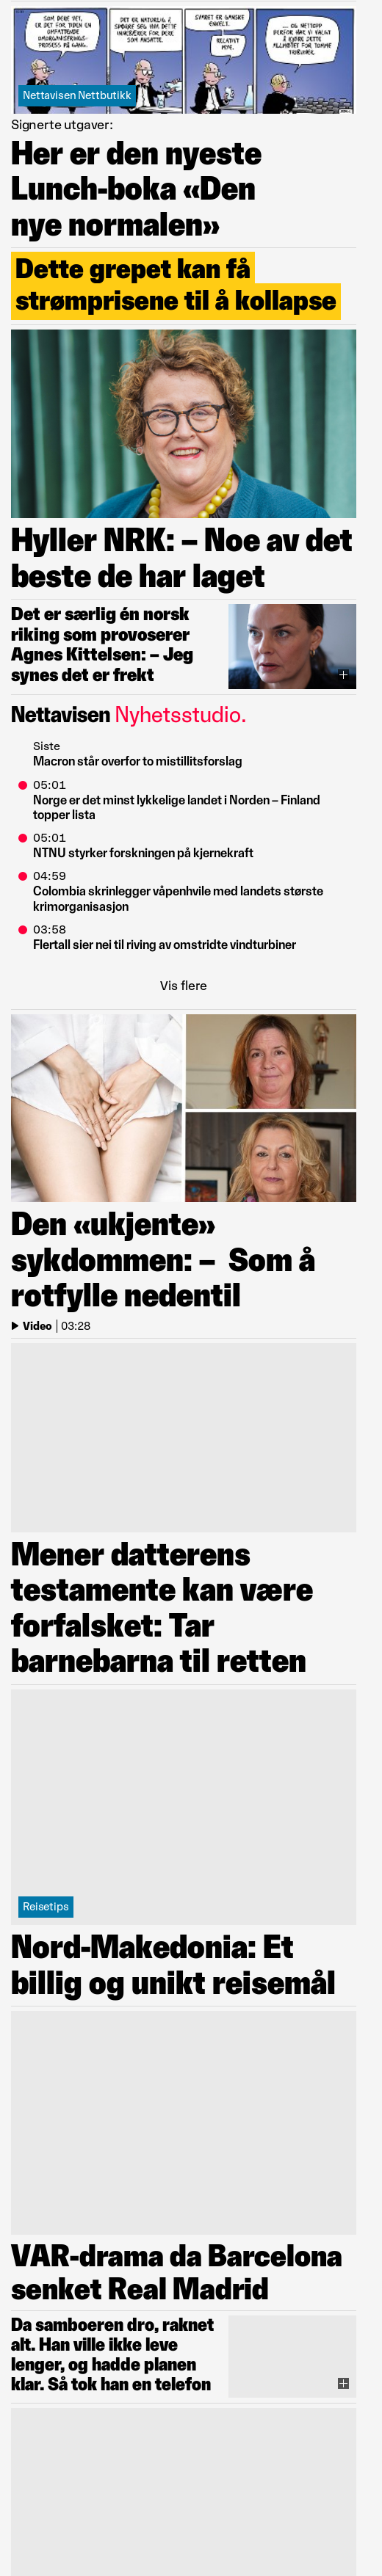 SOM DERE VET,
ER DET FOR TIDEN EN
OMFATTENDE
OMORGANISERINGS-
PROSESS PÅ GANG.
DET ER NATURLIG Å
SPØRRE SEG HVA
INNEBÆRER FOR DERE
SOM ANSATTE.
SVARET ER GANSKE
ENKELT.
RELATIVT
MYE.
... OG NETTOPP
DERFOR HAR VI VALGT
Å KJØRE DETTE
ALLMØTET FOR TOMME
TRIBUNER.
Nettavisen Nettbutikk
Signerte utgaver:
Her er den nyeste
Lunch-boka «Den
nye normalen»
Dette grepet kan få
strømprisene til å kollapse
Hyller NRK: – Noe av det
beste de har laget
Det er særlig én norsk
riking som provoserer
Agnes Kittelsen: – Jeg
synes det er frekt
Nettavisen Nyhetsstudio.
Siste
Macron står overfor to mistillitsforslag
05:01
Norge er det minst lykkelige landet i Norden – Finland
topper lista
05:01
NTNU styrker forskningen på kjernekraft
04:59
Colombia skrinlegger våpenhvile med landets største
krimorganisasjon
03:58
Flertall sier nei til riving av omstridte vindturbiner
Vis flere
Den «ukjente»
sykdommen: – Som å
rotfylle nedentil
Video | 03:28
Mener datterens
testamente kan være
forfalsket: Tar
barnebarna til retten
Reisetips
Nord-Makedonia: Et
billig og unikt reisemål
VAR-drama da Barcelona
senket Real Madrid
Da samboeren dro, raknet
alt. Han ville ikke leve
lenger, og hadde planen
klar. Så tok han en telefon